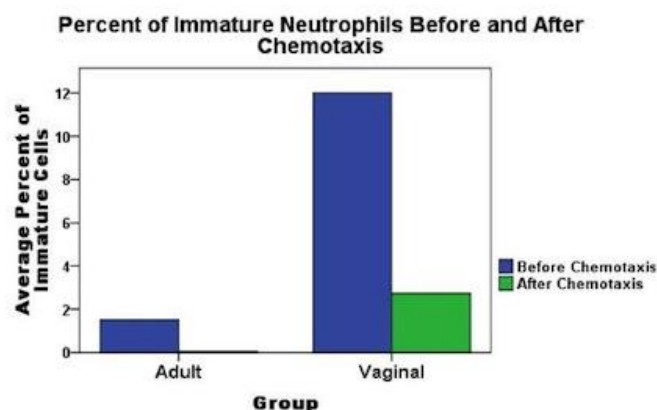 Percent of Immature Neutrophils Before and After
Chemotaxis
Average Percent of
Immature Cells
12
10
8
6
4
2
0
Adult
Vaginal
Group
Before Chemotaxis
After Chemotaxis